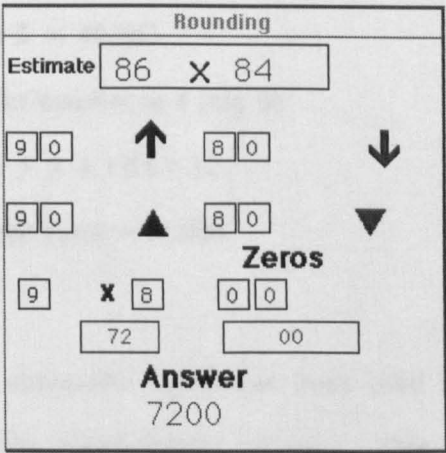 Rounding
Estimate 86 X 84
9 0 8 0
9 0 8 0
Zeros
9 X 8 0 0
72 00
Answer
7200